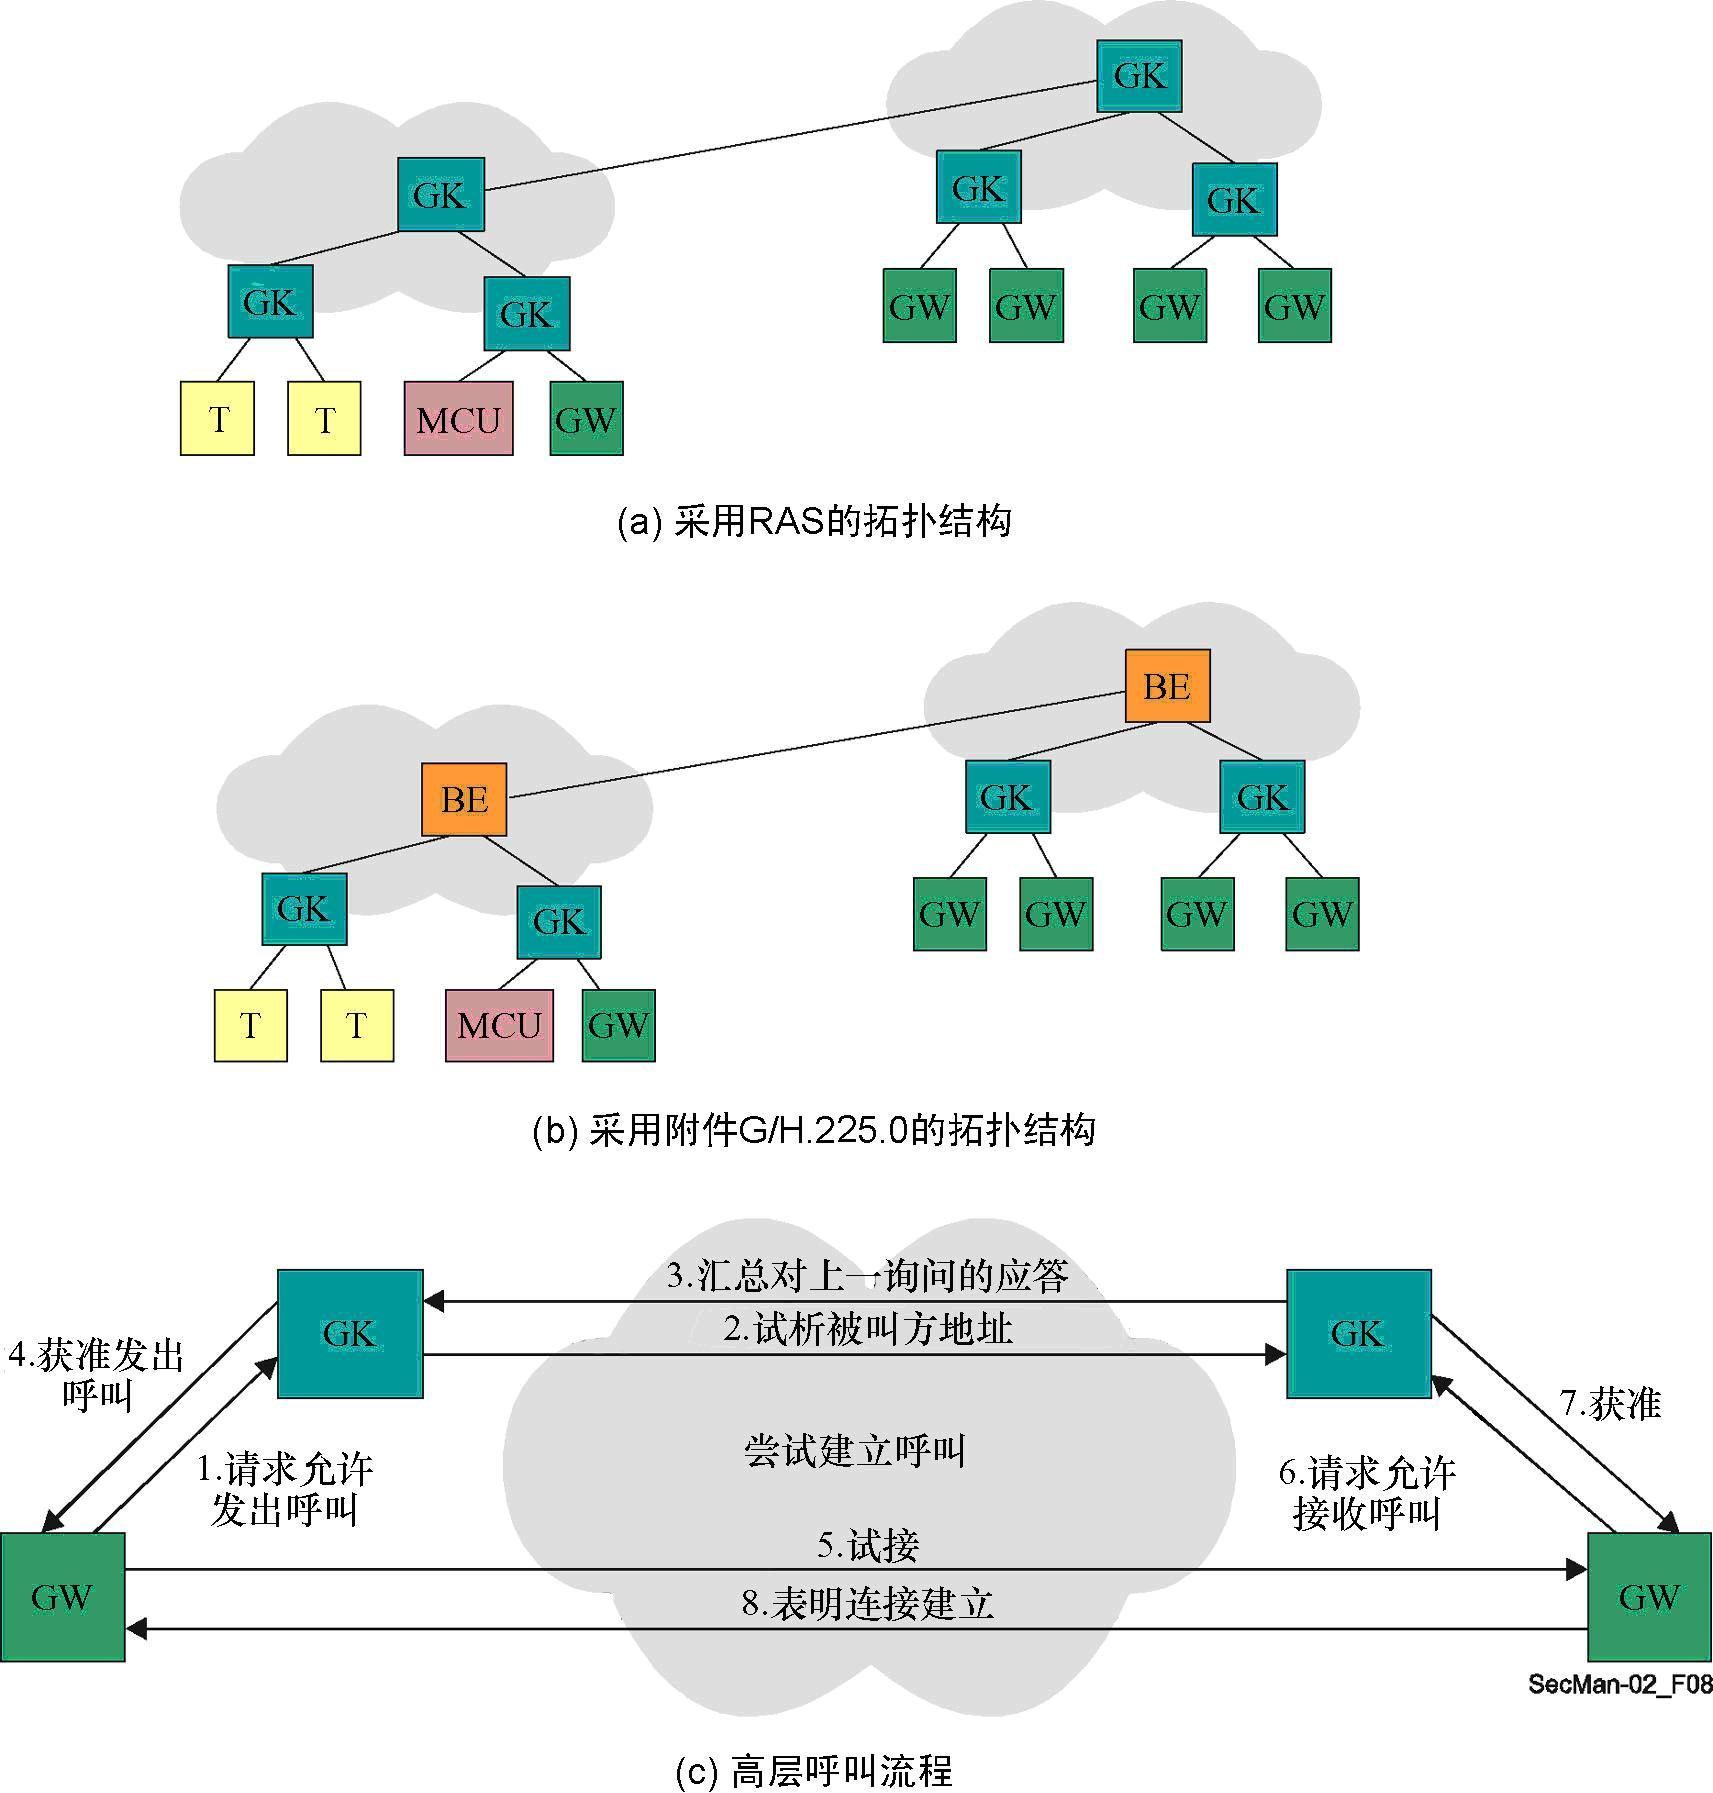 GK
GK
GK
GK
GK
GK
GW
GW
GW
GW
T
T
MCU
GW
(a) 采用RAS的拓扑结构
BE
BE
GK
GK
GK
GK
GW
GW
GW
GW
T
T
MCU
GW
(b) 采用附件G/H.225.0的拓扑结构
3.汇总对上一询问的应答
GK
2.试析被叫方地址
GK
4.获准发出
呼叫
7.获准
尝试建立呼叫
1.请求允许
发出呼叫
6.请求允许
接收呼叫
5.试接
GW
8.表明连接建立
GW
SecMan-02_F08
(c) 高层呼叫流程